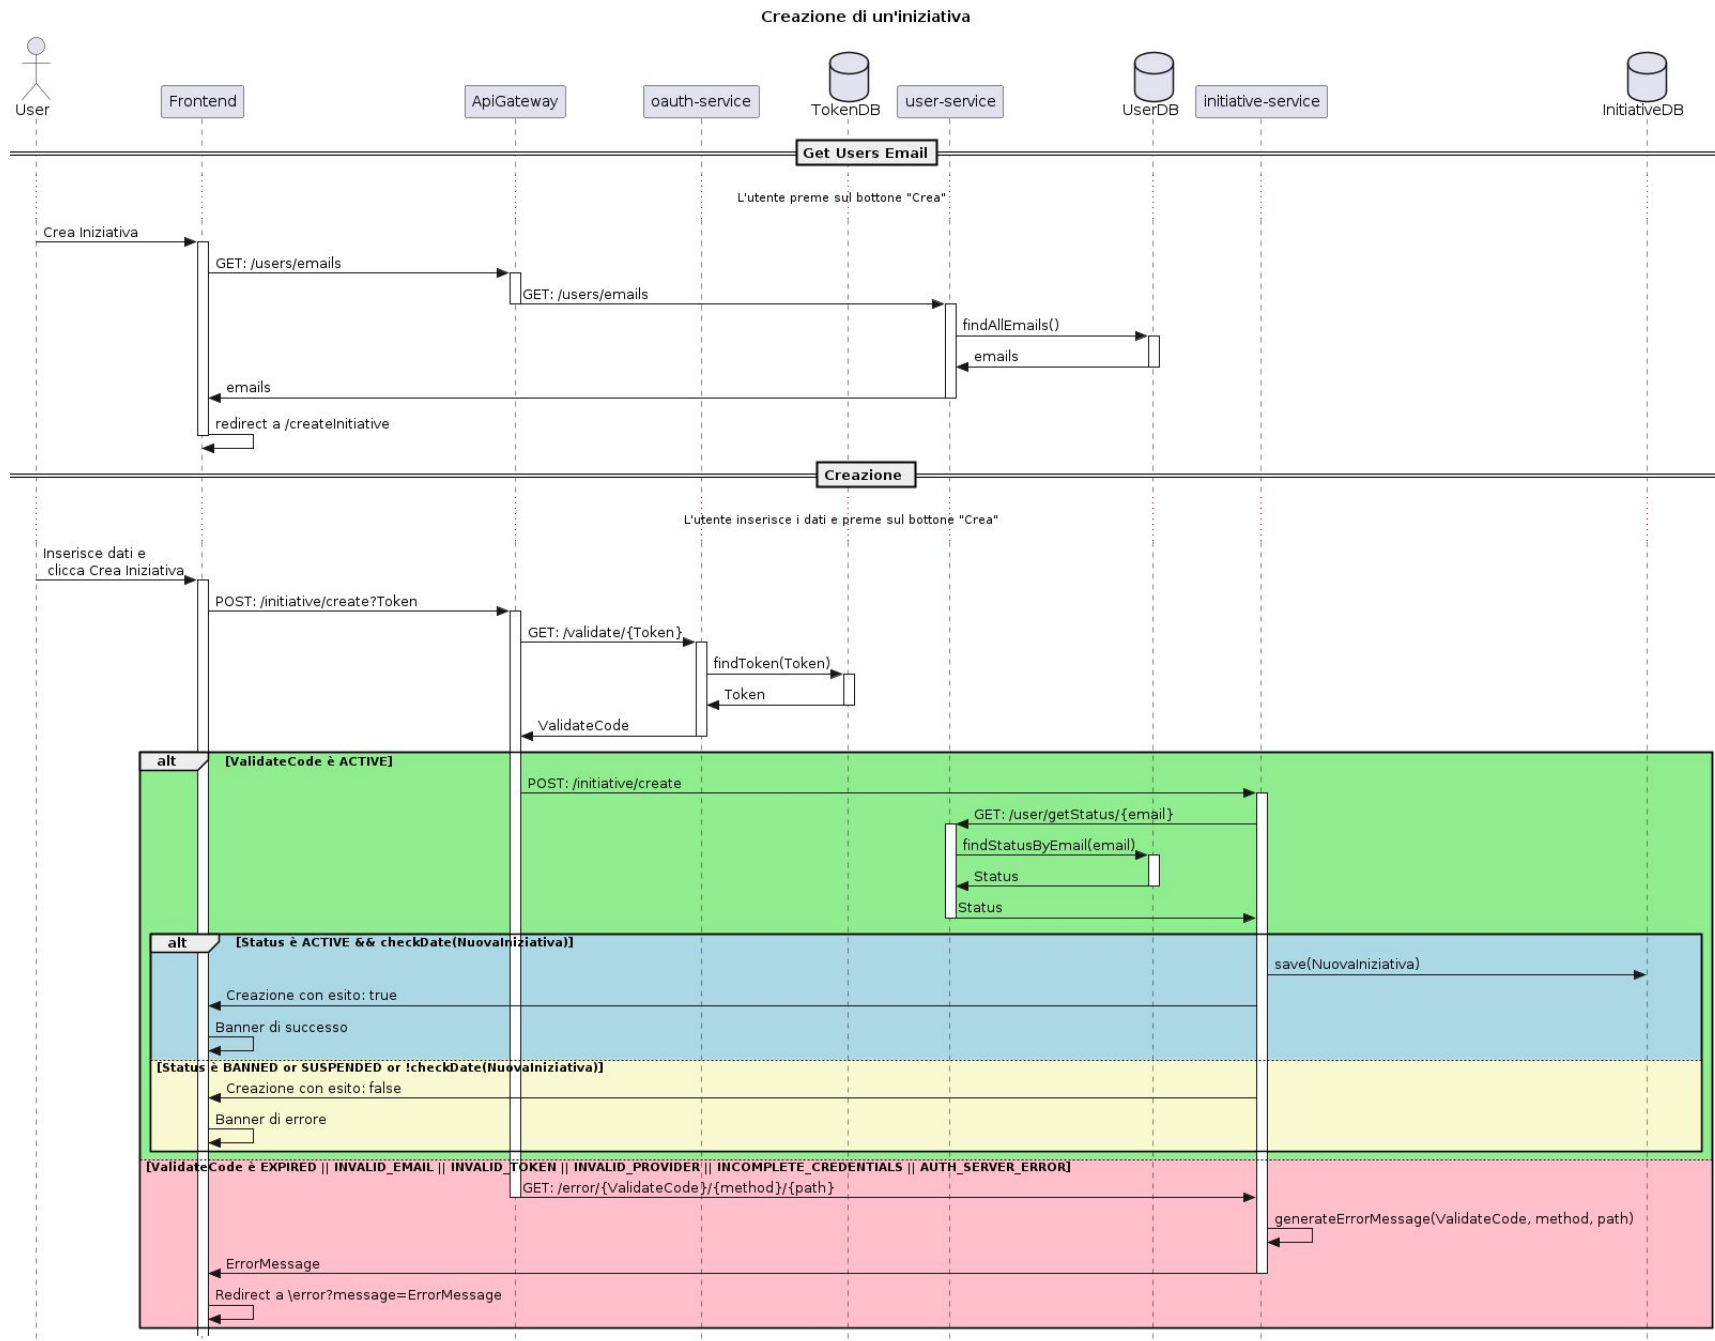 Creazione di un'iniziativa
User
Frontend
ApiGateway
oauth-service
TokenDB
user-service
UserDB
initiative-service
InitiativeDB
Get Users Email
L'utente preme sul bottone "Crea"
Crea Iniziativa
GET: /users/emails
GET: /users/emails
findAllEmails()
emails
emails
redirect a /createInitiative
Creazione
L'utente inserisce i dati e preme sul bottone "Crea"
Inserisce dati e
clicca Crea Iniziativa
POST: /initiative/create?Token
GET: /validate/{Token}
findToken(Token)
Token
ValidateCode
alt
[ValidateCode è ACTIVE]
POST: /initiative/create
GET: /user/getStatus/{email}
findStatusByEmail(email)
Status
Status
alt
[Status è ACTIVE && checkDate(NuovaIniziativa)]
save(NuovaIniziativa)
Creazione con esito: true
Banner di successo
[Status è BANNED or SUSPENDED or !checkDate(NuovaIniziativa)]
Creazione con esito: false
Banner di errore
[ValidateCode è EXPIRED || INVALID_EMAIL || INVALID_TOKEN || INVALID_PROVIDER || INCOMPLETE_CREDENTIALS || AUTH_SERVER_ERROR]
GET: /error/{ValidateCode}/{method}/{path}
generateErrorMessage(ValidateCode, method, path)
ErrorMessage
Redirect a \error?message=ErrorMessage